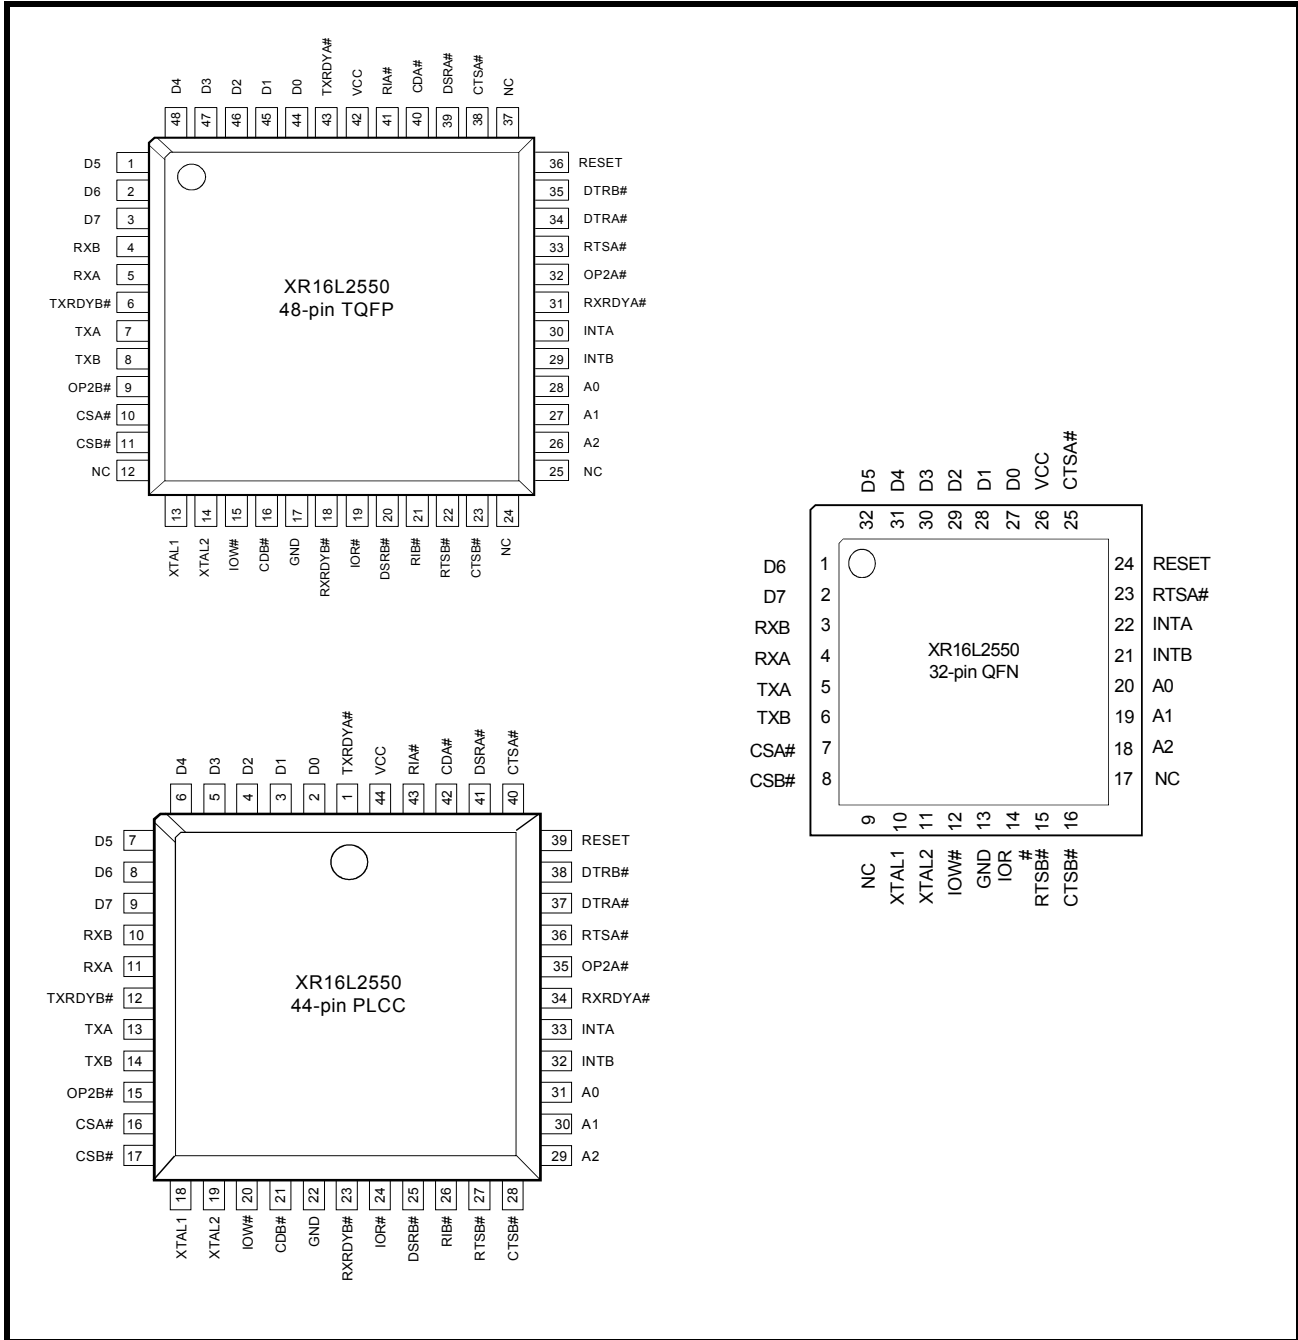 D4 D3 D2 D1 D0 TXRDYA# VCC RIA# CDA# DSRA# CTSA# NC
48 47 46 45 44 43 42 41 40 39 38 37
D5 1
D6 2
D7 3
RXB 4
RXA 5
TXRDYB# 6
TXA 7
TXB 8
OP2B# 9
CSA# 10
CSB# 11
NC 12
XR16L2550
48-pin TQFP
36 RESET
35 DTRB#
34 DTRA#
33 RTSA#
32 OP2A#
31 RXRDYA#
30 INTA
29 INTB
28 A0
27 A1
26 A2
25 NC
13 14 15 16 17 18 19 20 21 22 23 24
XTAL1 XTAL2 IOW# CDB# GND RXRDYB# IOR# DSRB# RIB# RTSB# CTSB# NC
D5 D4 D3 D2 D1 D0 VCC CTSA#
32 31 30 29 28 27 26 25
D6 1
D7 2
RXB 3
RXA 4
TXA 5
TXB 6
CSA# 7
CSB# 8
XR16L2550
32-pin QFN
24 RESET
23 RTSA#
22 INTA
21 INTB
20 A0
19 A1
18 A2
17 NC
9 10 11 12 13 14 15 16
NC XTAL1 XTAL2 IOW# GND IOR # RTSB# CTSB#
D4 D3 D2 D1 D0 TXRDYA# VCC RIA# CDA# DSRA# CTSA#
6 5 4 3 2 1 44 43 42 41 40
D5 7
D6 8
D7 9
RXB 10
RXA 11
TXRDYB# 12
TXA 13
TXB 14
OP2B# 15
CSA# 16
CSB# 17
XR16L2550
44-pin PLCC
39 RESET
38 DTRB#
37 DTRA#
36 RTSA#
35 OP2A#
34 RXRDYA#
33 INTA
32 INTB
31 A0
30 A1
29 A2
18 19 20 21 22 23 24 25 26 27 28
XTAL1 XTAL2 IOW# CDB# GND RXRDYB# IOR# DSRB# RIB# RTSB# CTSB#